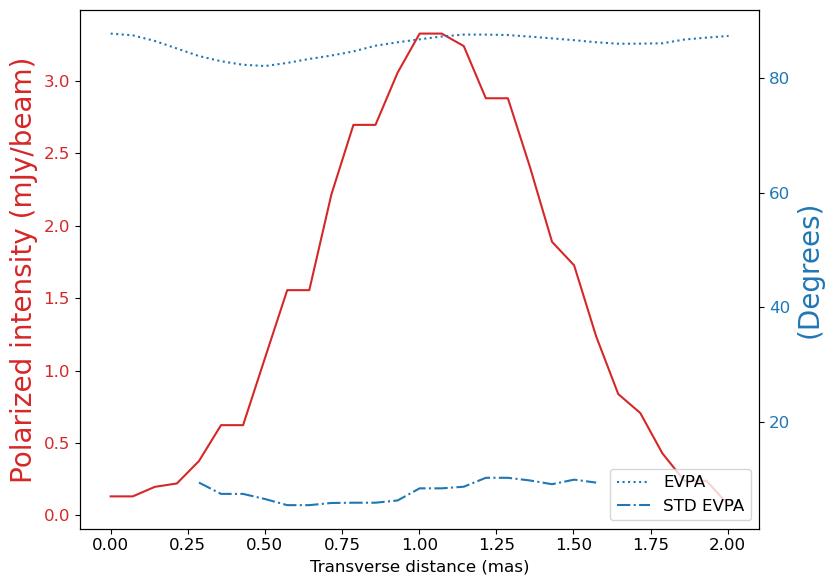 Polarized intensity (mJy/beam)
3.0
2.5
2.0
1.5
1.0
0.5
0.0
80
60
40
20
(Degrees)
EVPA
STD EVPA
0.00 0.25 0.50 0.75 1.00 1.25 1.50 1.75 2.00
Transverse distance (mas)